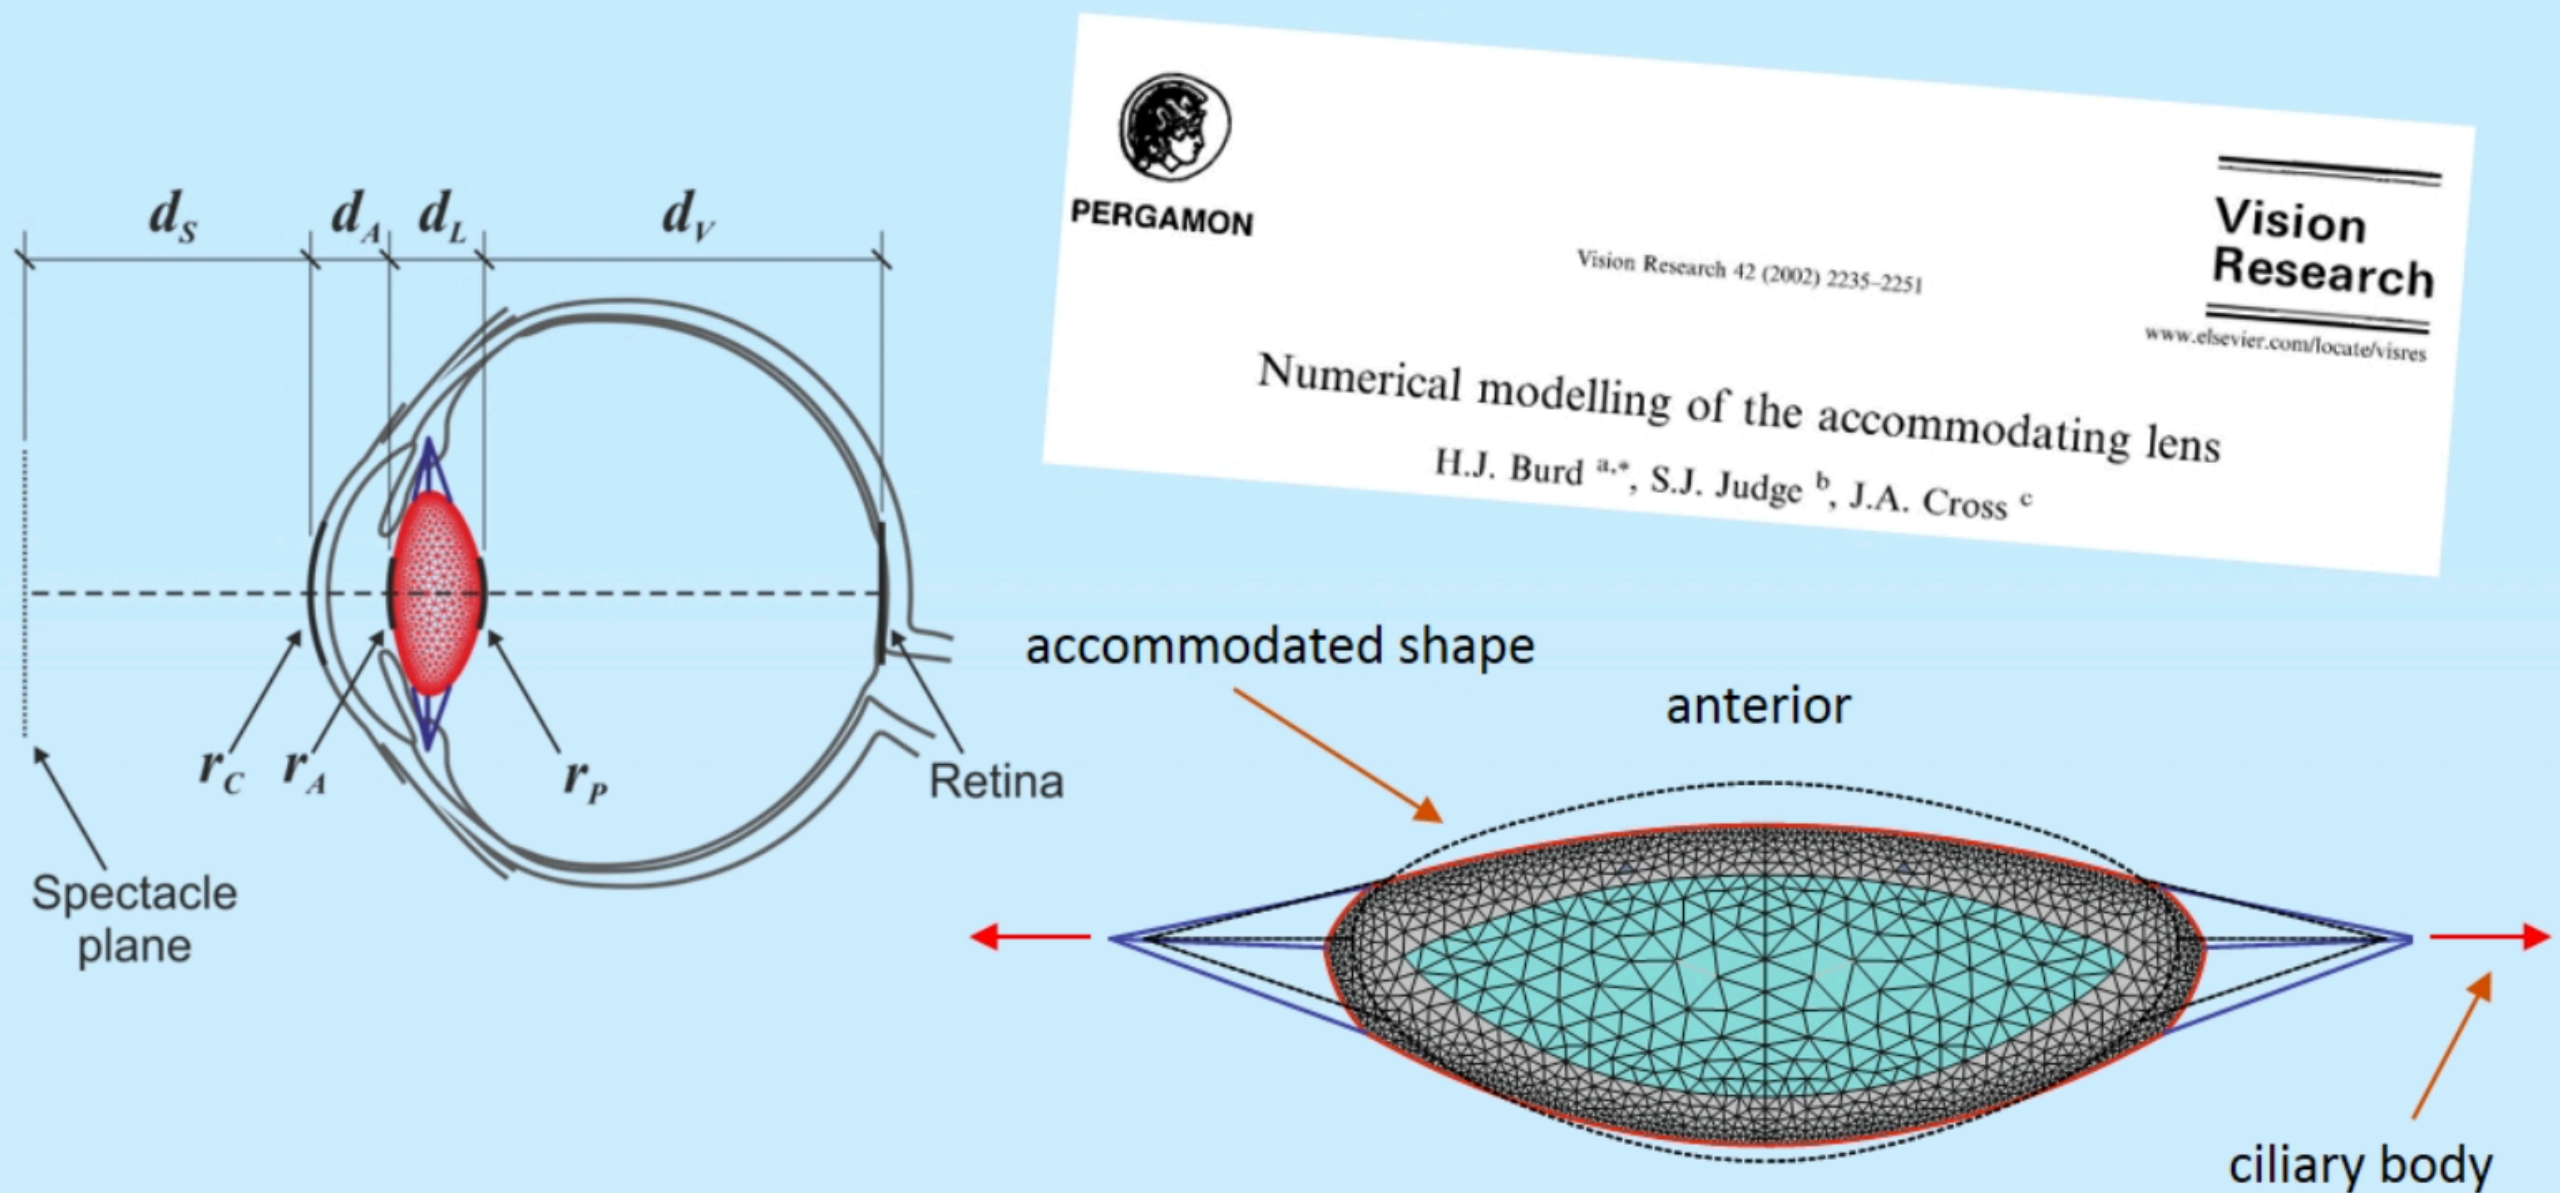 d_S
d_A
d_L
d_V
r_C
r_A
r_P
Retina
Spectacle
plane
PERGAMON
Vision Research 42 (2002) 2235–2251
Vision
Research
www.elsevier.com/locate/visres
Numerical modelling of the accommodating lens
H.J. Burd a,*, S.J. Judge b, J.A. Cross c
accommodated shape
anterior
ciliary body